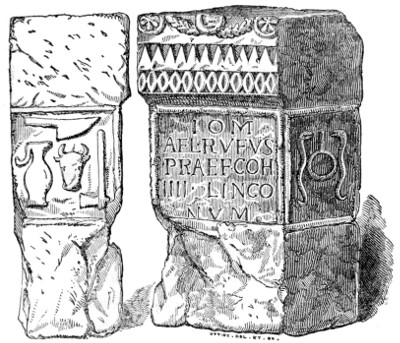 I O M
AELRVFVS
PRAEFCOH
IIII · LINGO
NVM